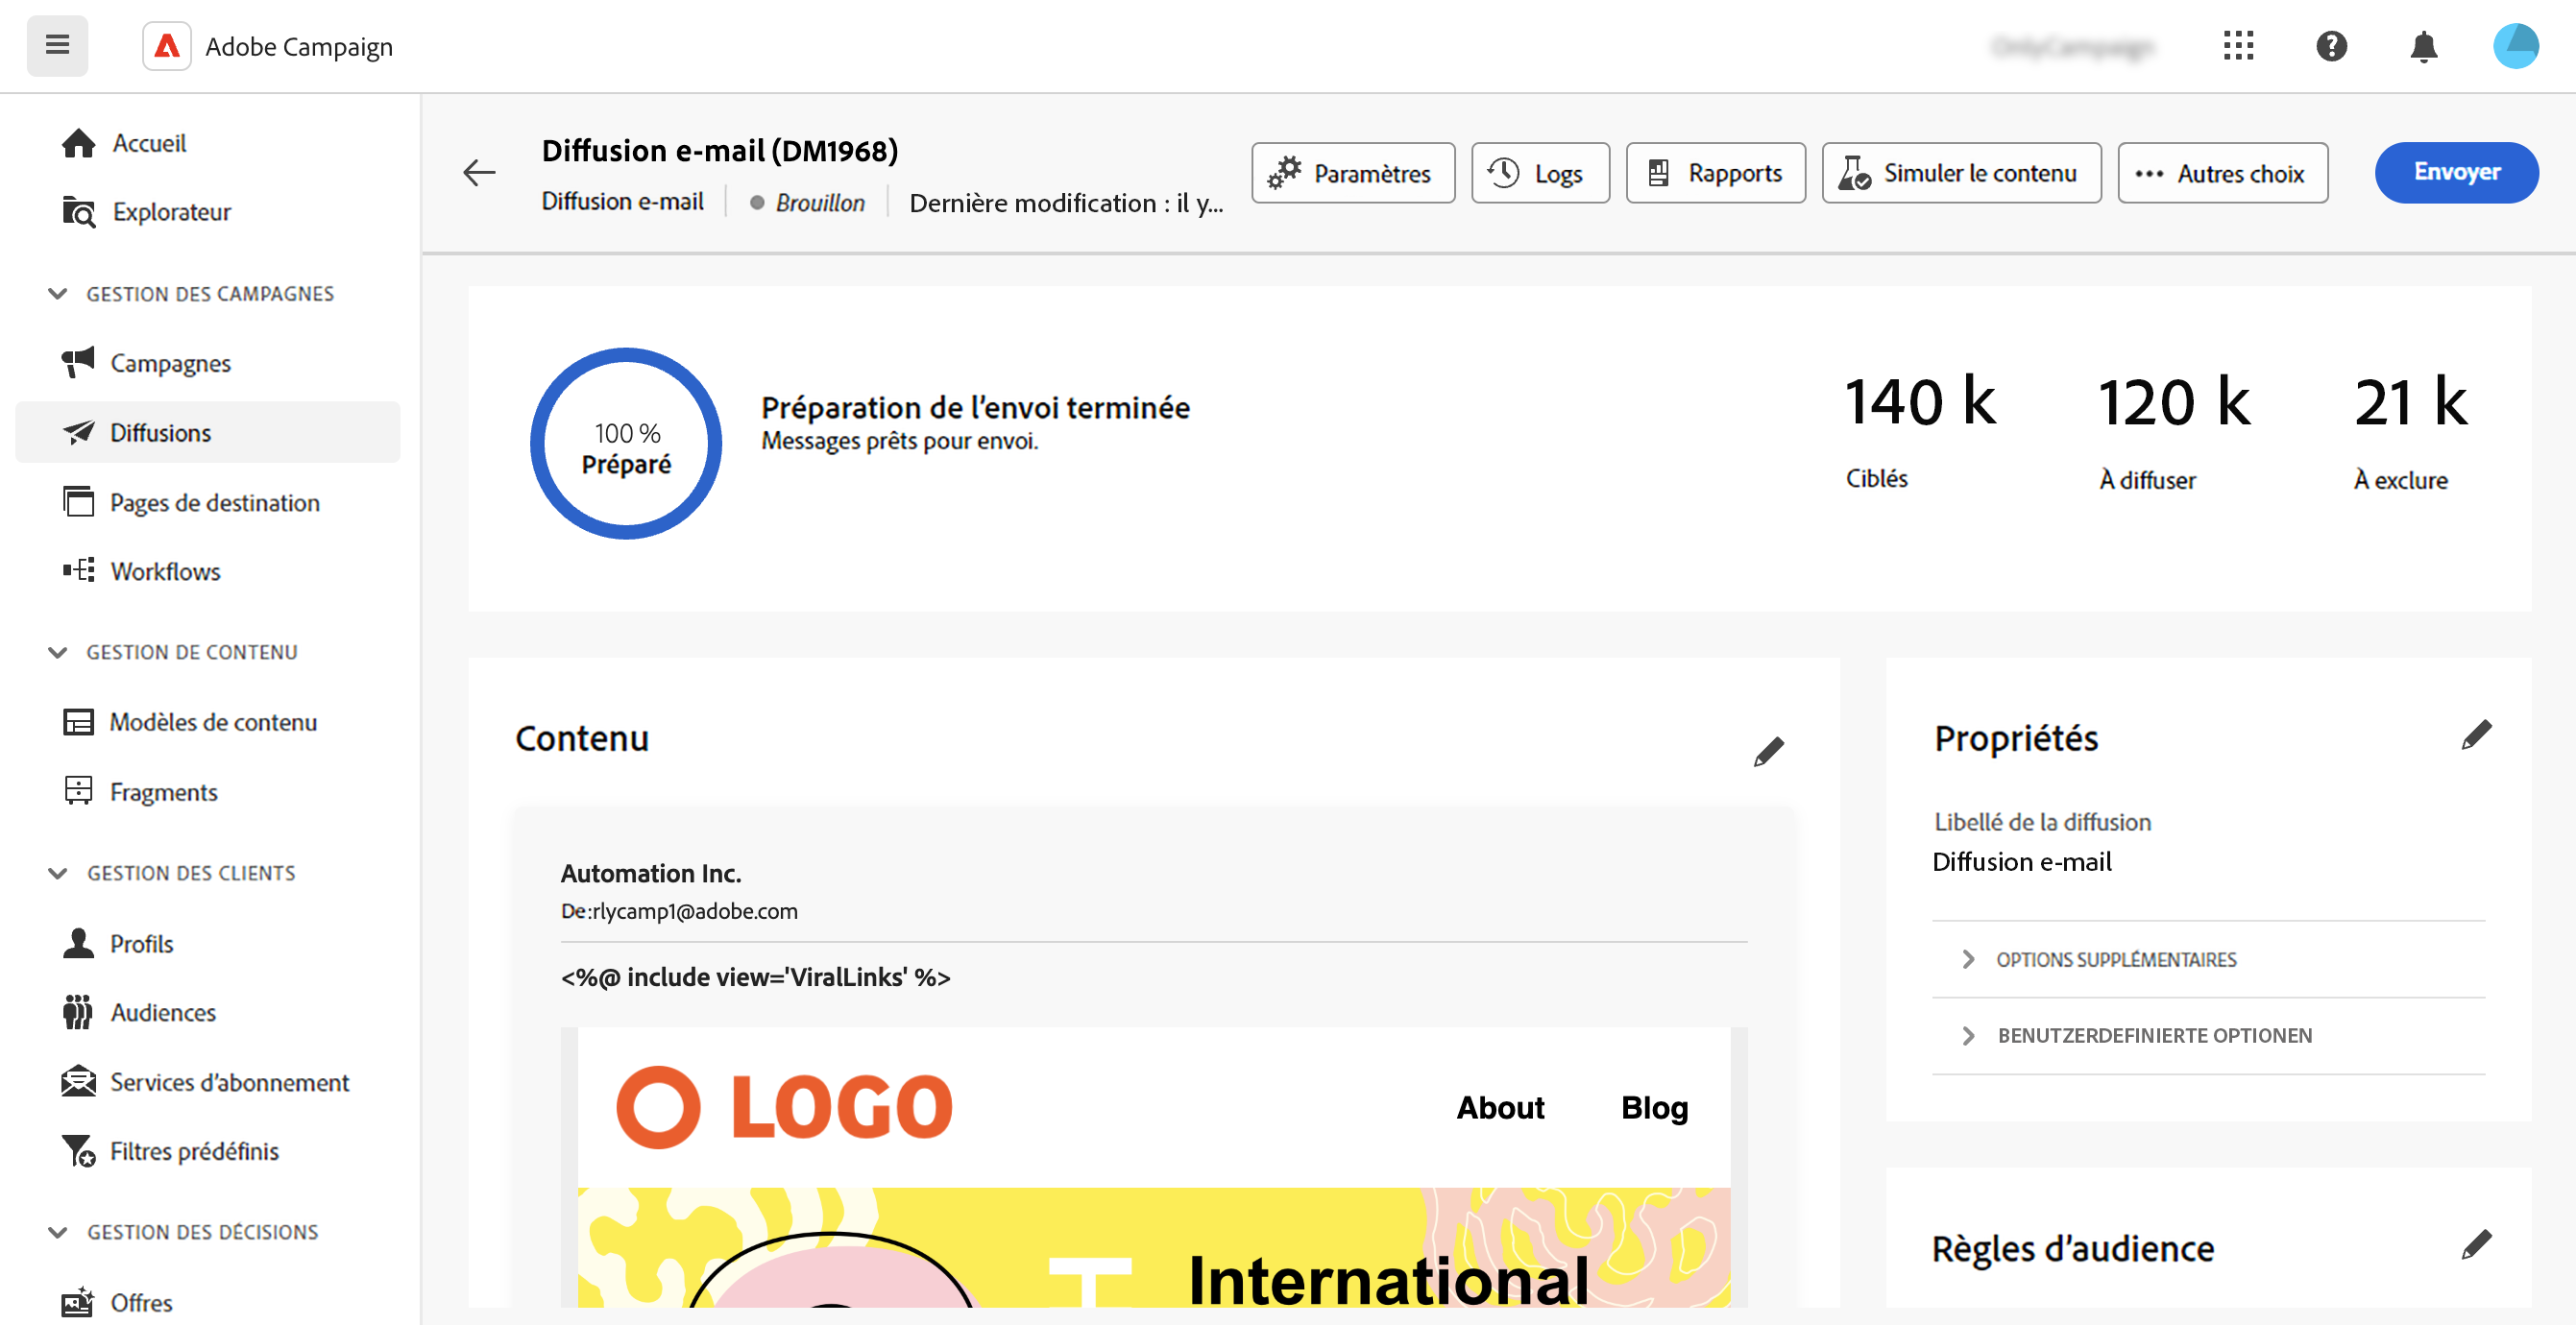 Adobe Campaign
Accueil
Explorateur
GESTION DES CAMPAGNES
Campagnes
Diffusions
Pages de destination
Workflows
GESTION DE CONTENU
Modèles de contenu
Fragments
GESTION DES CLIENTS
Profils
Audiences
Services d’abonnement
Filtres prédéfinis
GESTION DES DÉCISIONS
Offres
Diffusion e-mail (DM1968)
Diffusion e-mail Brouillon Dernière modification : il y...
Paramètres Logs Rapports Simuler le contenu Autres choix Envoyer
100 %
Préparé
Préparation de l’envoi terminée
Messages prêts pour envoi.
140 k 120 k 21 k
Ciblés À diffuser À exclure
Contenu
Automation Inc.
De:rlycamp1@adobe.com
<%@ include view='ViralLinks' %>
LOGO About Blog
International
Propriétés
Libellé de la diffusion
Diffusion e-mail
OPTIONS SUPPLÉMENTAIRES
BENUTZERDEFINIERTE OPTIONEN
Règles d’audience